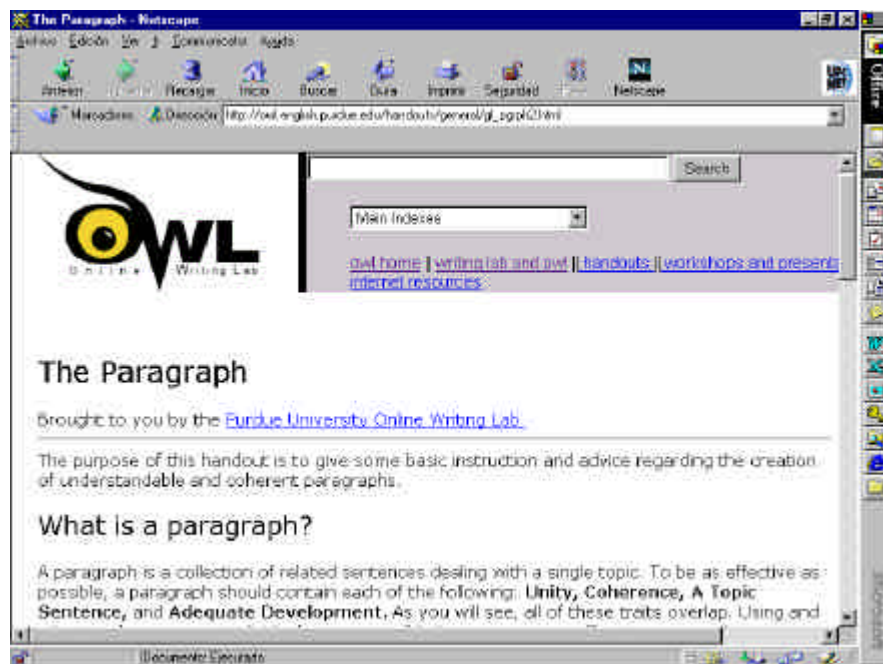 The Paragraph - Netscape
Archivo Edición Ver Ir Communicator Ayuda
Anterior Recargar Inicio Buscar Guía Imprimir Seguridad Netscape
Marcadores Dirección http://owl.english.purdue.edu/handouts/general/gl_pgrph2.html
Office
Search
OWL
Online Writing Lab
Main Indexes
owl home || writing lab and owl || handouts || workshops and presenta
internet resources
The Paragraph
Brought to you by the Purdue University Online Writing Lab
The purpose of this handout is to give some basic instruction and advice regarding the creation
of understandable and coherent paragraphs.
What is a paragraph?
A paragraph is a collection of related sentences dealing with a single topic. To be as effective as
possible, a paragraph should contain each of the following: Unity, Coherence, A Topic
Sentence, and Adequate Development. As you will see, all of these traits overlap. Using and
Documento: Ejecutado